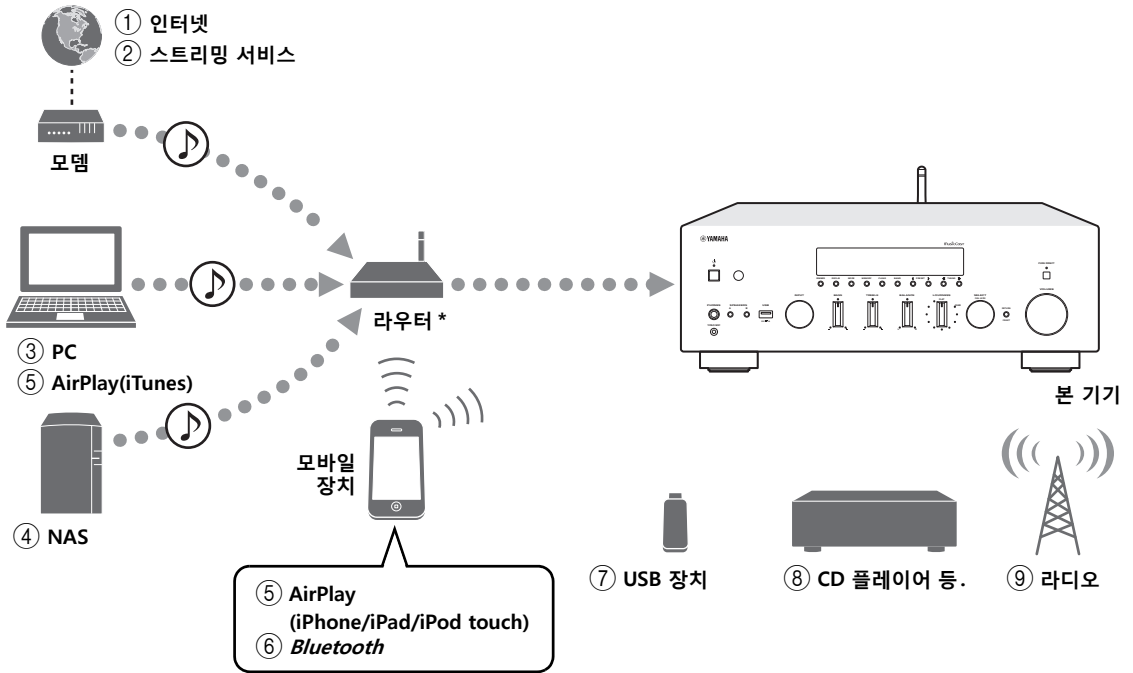 ① 인터넷
② 스트리밍 서비스
모뎀
③ PC
⑤ AirPlay(iTunes)
④ NAS
라우터 *
모바일
장치
⑤ AirPlay
(iPhone/iPad/iPod touch)
⑥ Bluetooth
YAMAHA
본 기기
⑦ USB 장치
⑧ CD 플레이어 등.
⑨ 라디오